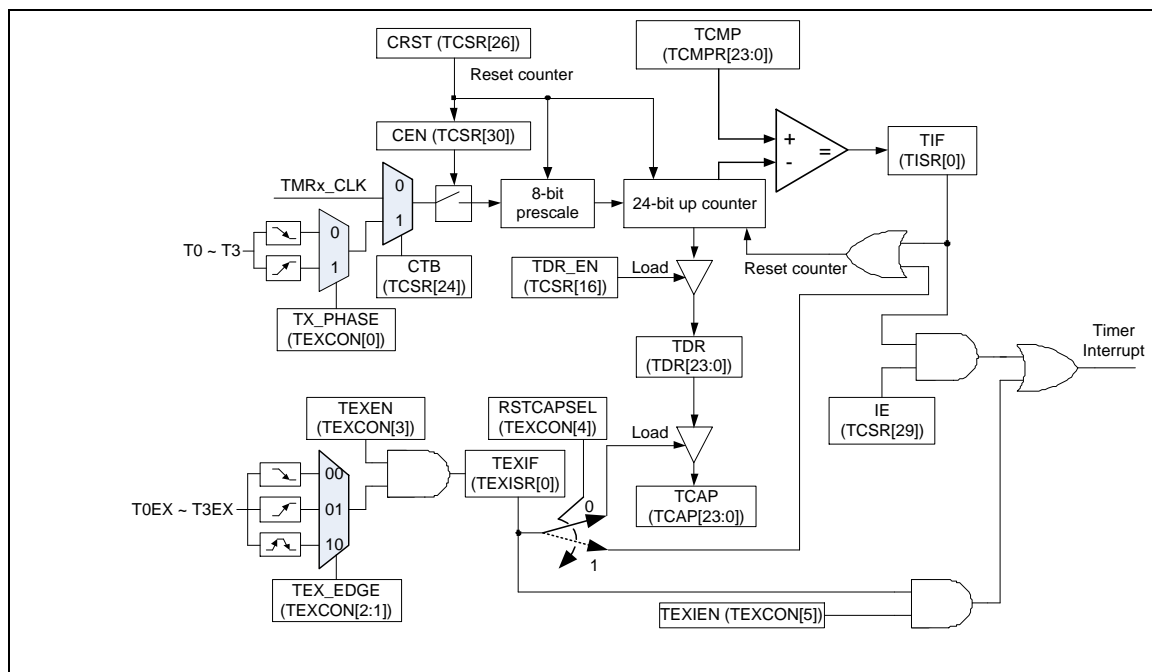 CRST (TCSR[26])
TCMP
(TCMPR[23:0])
Reset counter
CEN (TCSR[30])
+
-
=
TIF
(TISR[0])
TMRx_CLK
0
1
8-bit
prescale
24-bit up counter
T0 ~ T3
0
1
CTB
(TCSR[24])
TDR_EN
(TCSR[16])
Load
Reset counter
TX_PHASE
(TEXCON[0])
TDR
(TDR[23:0])
Timer
Interrupt
IE
(TCSR[29])
TEXEN
(TEXCON[3])
RSTCAPSEL
(TEXCON[4])
Load
TEXIF
(TEXISR[0])
T0EX ~ T3EX
00
01
10
0
1
TCAP
(TCAP[23:0])
TEX_EDGE
(TEXCON[2:1])
TEXIEN (TEXCON[5])